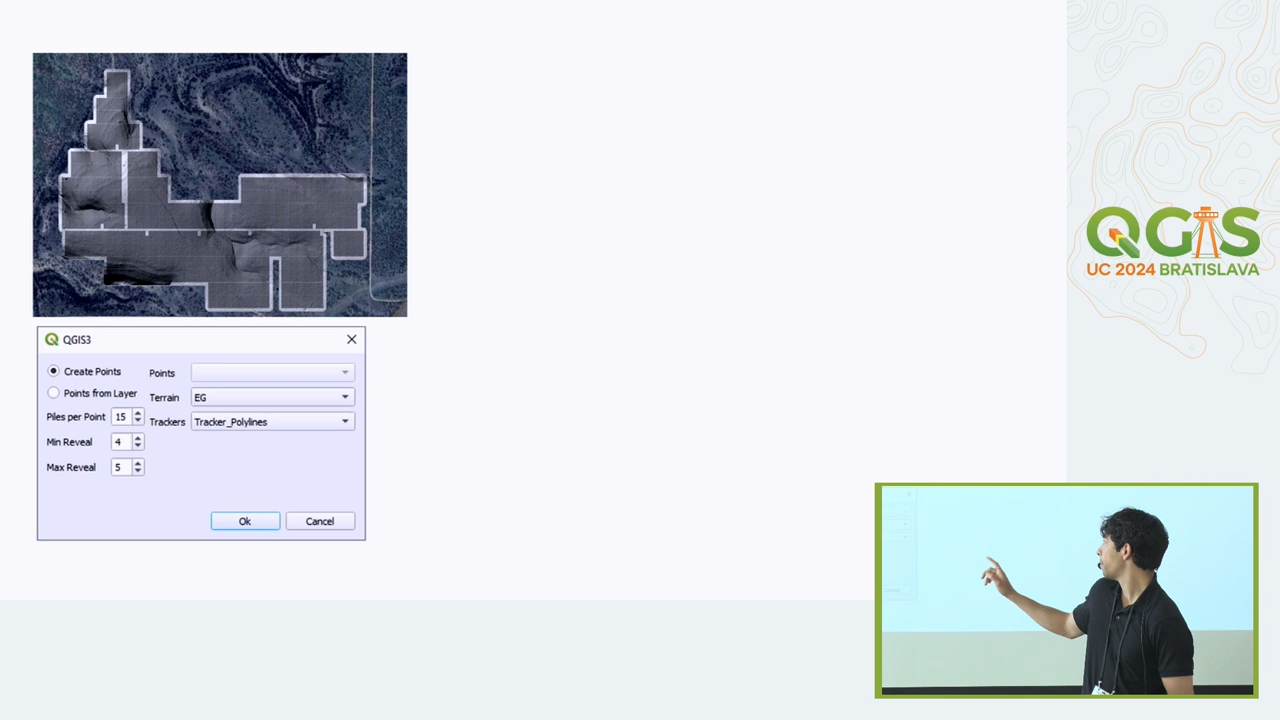 QGIS3
Create Points
Points
Points from Layer
Terrain
EG
Piles per Point
15
Trackers
Tracker_Polylines
Min Reveal
4
Max Reveal
5
Ok
Cancel
QGIS
UC 2024 BRATISLAVA